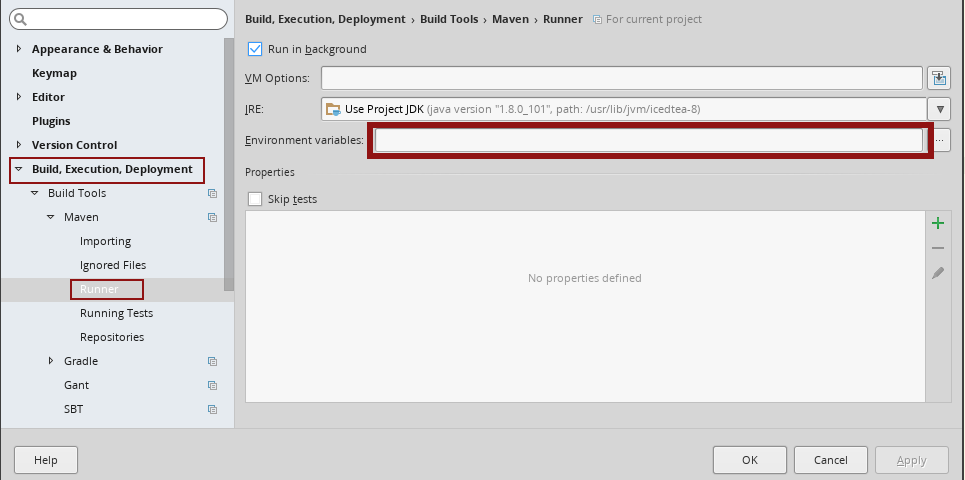 Build, Execution, Deployment › Build Tools › Maven › Runner For current project
Appearance & Behavior
Keymap
Editor
Plugins
Version Control
Build, Execution, Deployment
Build Tools
Maven
Importing
Ignored Files
Runner
Running Tests
Repositories
Gradle
Gant
SBT
Run in background
VM Options:
JRE: Use Project JDK (java version "1.8.0_101", path: /usr/lib/jvm/icedtea-8)
Environment variables: ...
Properties
Skip tests
No properties defined
Help OK Cancel Apply